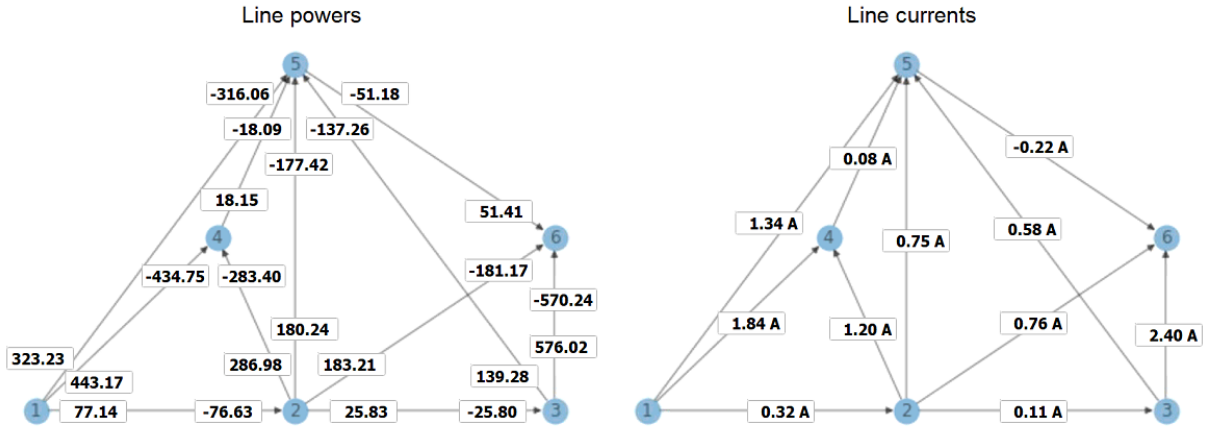 Line powers
5
-316.06
-51.18
-18.09
-137.26
-177.42
18.15
51.41
4
6
-434.75
-283.40
-181.17
-570.24
180.24
323.23
286.98
183.21
576.02
443.17
139.28
1
77.14
-76.63
2
25.83
-25.80
3
Line currents
5
-0.22 A
0.08 A
1.34 A
4
0.75 A
0.58 A
6
1.84 A
1.20 A
0.76 A
2.40 A
1
0.32 A
2
0.11 A
3